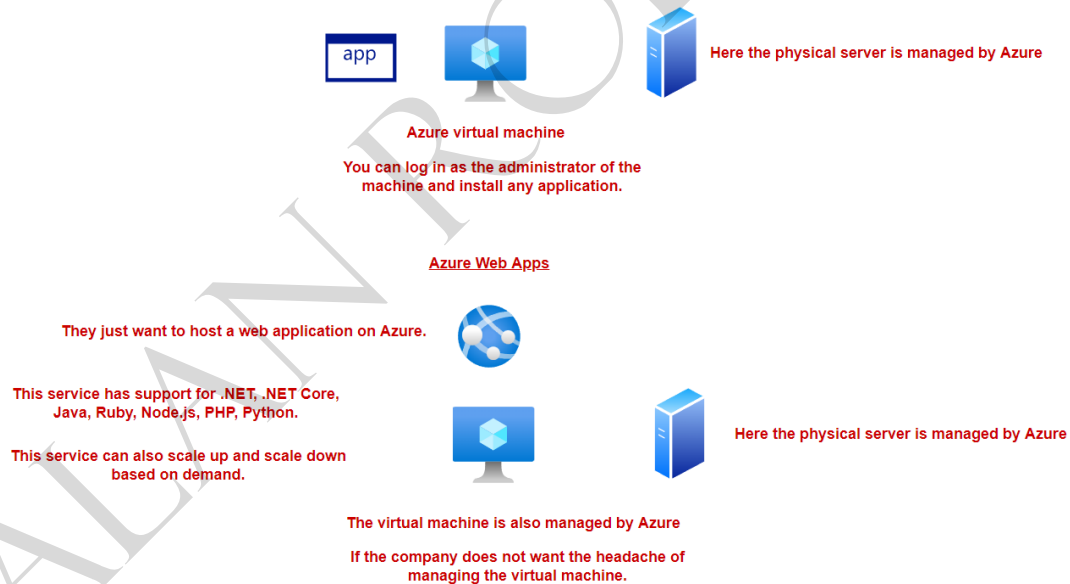 app
Here the physical server is managed by Azure
Azure virtual machine
You can log in as the administrator of the
machine and install any application.
Azure Web Apps
They just want to host a web application on Azure.
This service has support for .NET, .NET Core,
Java, Ruby, Node.js, PHP, Python.
This service can also scale up and scale down
based on demand.
Here the physical server is managed by Azure
The virtual machine is also managed by Azure
If the company does not want the headache of
managing the virtual machine.
ALAN RO